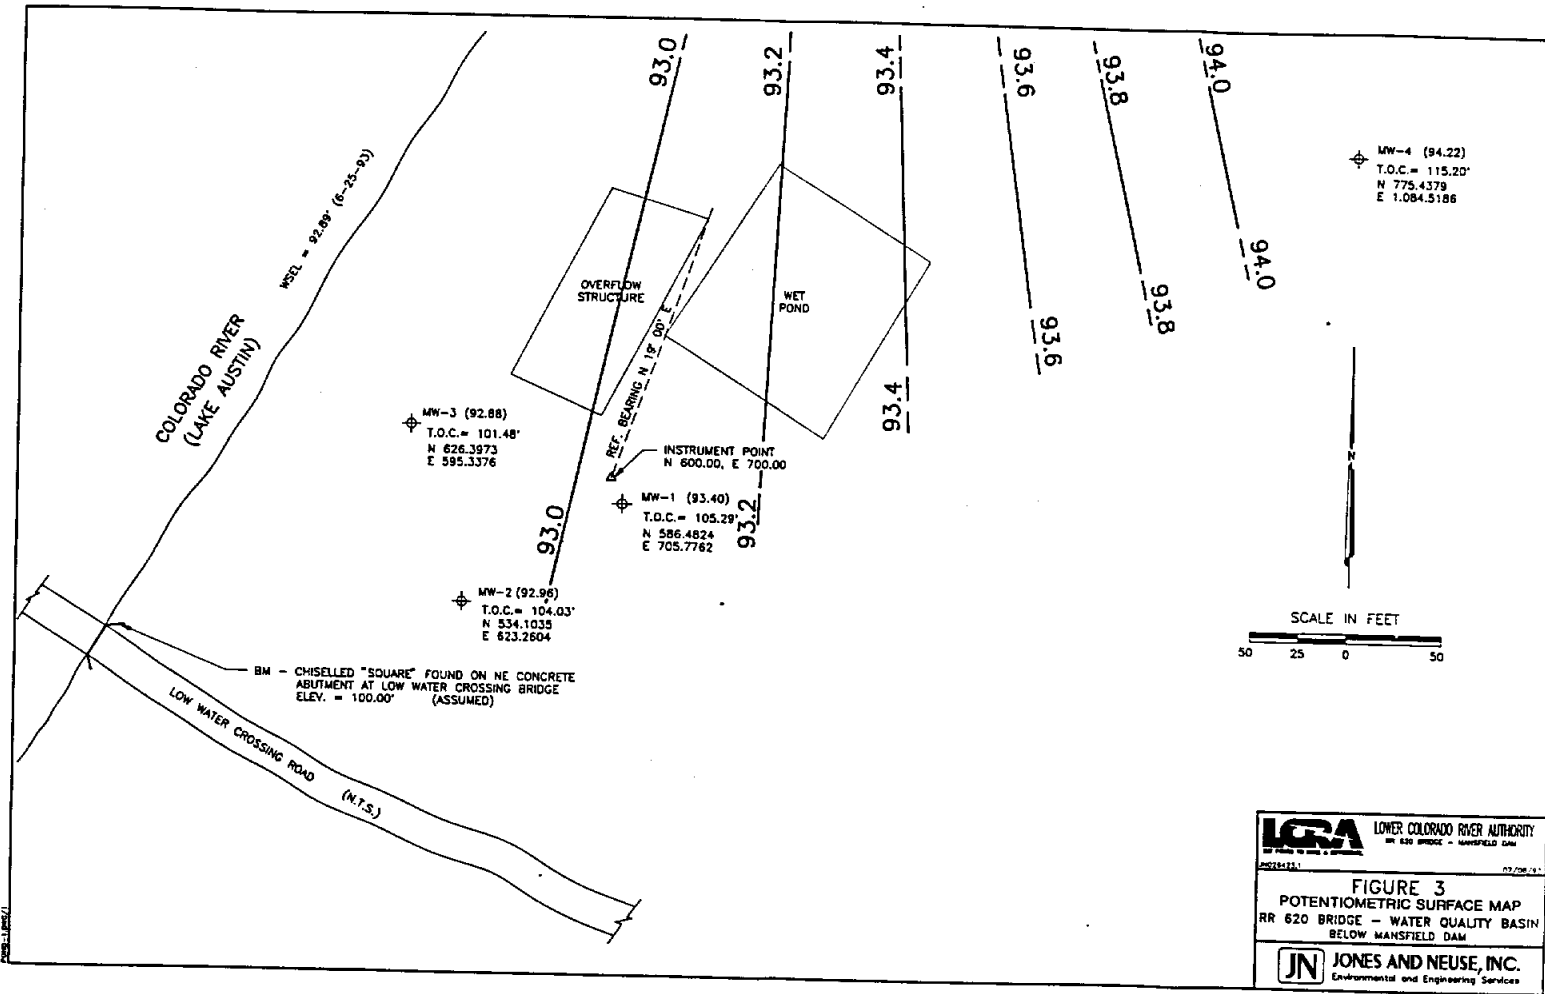 93.0
93.2
93.4
93.6
93.8
94.0
MW-4 (94.22)
T.O.C.= 115.20'
N 775.4379
E 1,084.5186
WSEL = 92.89' (6-25-93)
COLORADO RIVER
(LAKE AUSTIN)
OVERFLOW
STRUCTURE
WET
POND
REF. BEARING N 19° 00' E
94.0
93.8
93.6
93.4
MW-3 (92.88)
T.O.C.= 101.48'
N 626.3973
E 595.3376
INSTRUMENT POINT
N 600.00, E 700.00
N
MW-1 (93.40)
T.O.C.= 105.29'
N 586.4824
E 705.7762
93.0
93.2
MW-2 (92.96)
T.O.C.= 104.03'
N 534.1035
E 623.2604
SCALE IN FEET
50 25 0 50
BM - CHISELLED "SQUARE" FOUND ON NE CONCRETE
ABUTMENT AT LOW WATER CROSSING BRIDGE
ELEV. = 100.00' (ASSUMED)
LOW WATER CROSSING ROAD (N.T.S.)
LCRA
LOWER COLORADO RIVER AUTHORITY
RR 620 BRIDGE - MANSFIELD DAM
FIGURE 3
POTENTIOMETRIC SURFACE MAP
RR 620 BRIDGE - WATER QUALITY BASIN
BELOW MANSFIELD DAM
JN JONES AND NEUSE, INC.
Environmental and Engineering Services